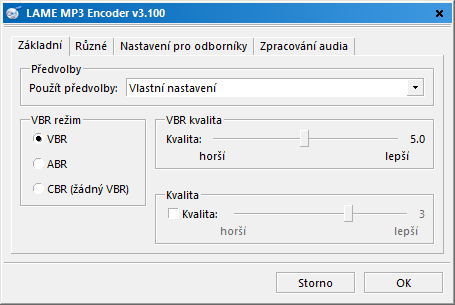 LAME MP3 Encoder v3.100
Základní Různé Nastavení pro odborníky Zpracování audia
Předvolby
Použít předvolby: Vlastní nastavení
VBR režim
VBR
ABR
CBR (žádný VBR)
VBR kvalita
Kvalita: 5.0
horší lepší
Kvalita
Kvalita: 3
horší lepší
Storno OK